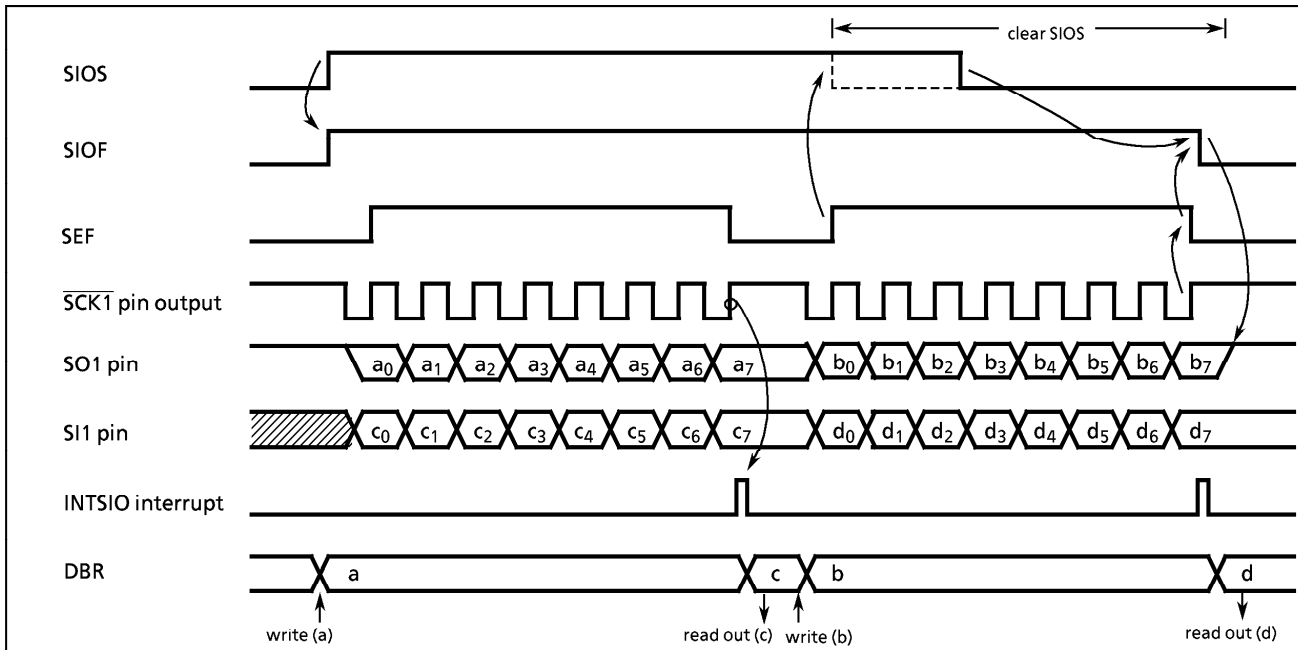 clear SIOS
SIOS
SIOF
SEF
SCK1 pin output
SO1 pin
a0 a1 a2 a3 a4 a5 a6 a7 b0 b1 b2 b3 b4 b5 b6 b7
SI1 pin
c0 c1 c2 c3 c4 c5 c6 c7 d0 d1 d2 d3 d4 d5 d6 d7
INTSIO interrupt
DBR
a c b d
write (a) read out (c) write (b) read out (d)